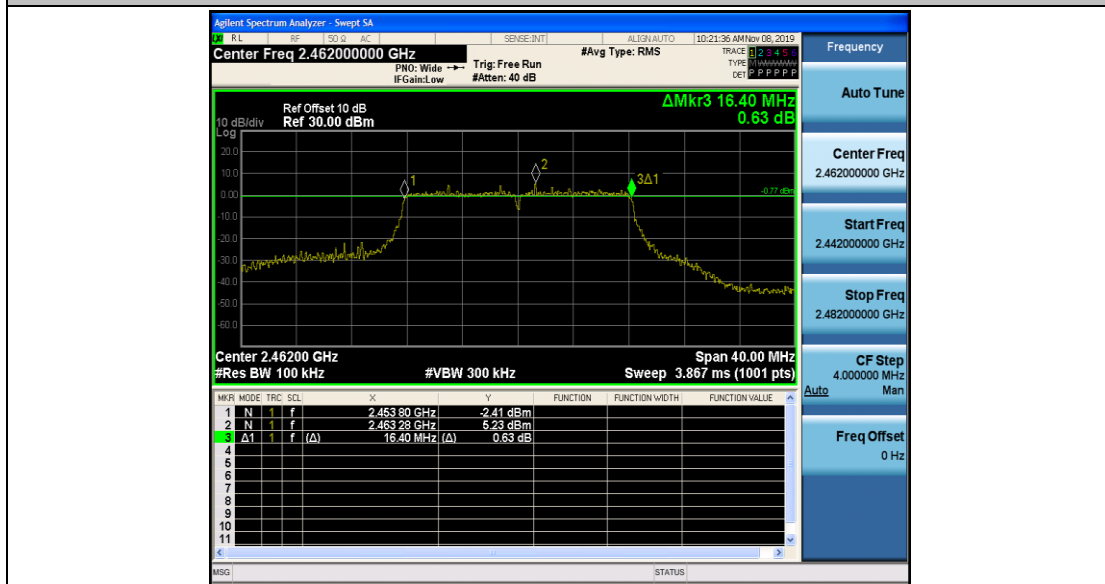 Agilent Spectrum Analyzer - Swept SA
RL RF 50 Ω AC SENSE:INT ALIGN AUTO 10:21:36 AM Nov 08, 2019
Center Freq 2.462000000 GHz
PNO: Wide
IFGain:Low
Trig: Free Run
#Atten: 40 dB
#Avg Type: RMS
TRACE 1 2 3 4 5 6
TYPE M W W W W W
DET P P P P P P
ΔMkr3 16.40 MHz
0.63 dB
Ref Offset 10 dB
10 dB/div Ref 30.00 dBm
Log
20.0
10.0
0.00
-10.0
-20.0
-30.0
-40.0
-50.0
-60.0
1
2
3Δ1
-0.77 dBm
Center 2.46200 GHz Span 40.00 MHz
#Res BW 100 kHz #VBW 300 kHz Sweep 3.867 ms (1001 pts)
MKR MODE TRC SCL X Y FUNCTION FUNCTION WIDTH FUNCTION VALUE
1 N 1 f 2.453 80 GHz -2.41 dBm
2 N 1 f 2.463 28 GHz 5.23 dBm
3 Δ1 1 f (Δ) 16.40 MHz (Δ) 0.63 dB
4
5
6
7
8
9
10
11
MSG STATUS
Frequency
Auto Tune
Center Freq
2.462000000 GHz
Start Freq
2.442000000 GHz
Stop Freq
2.482000000 GHz
CF Step
4.000000 MHz
Auto Man
Freq Offset
0 Hz